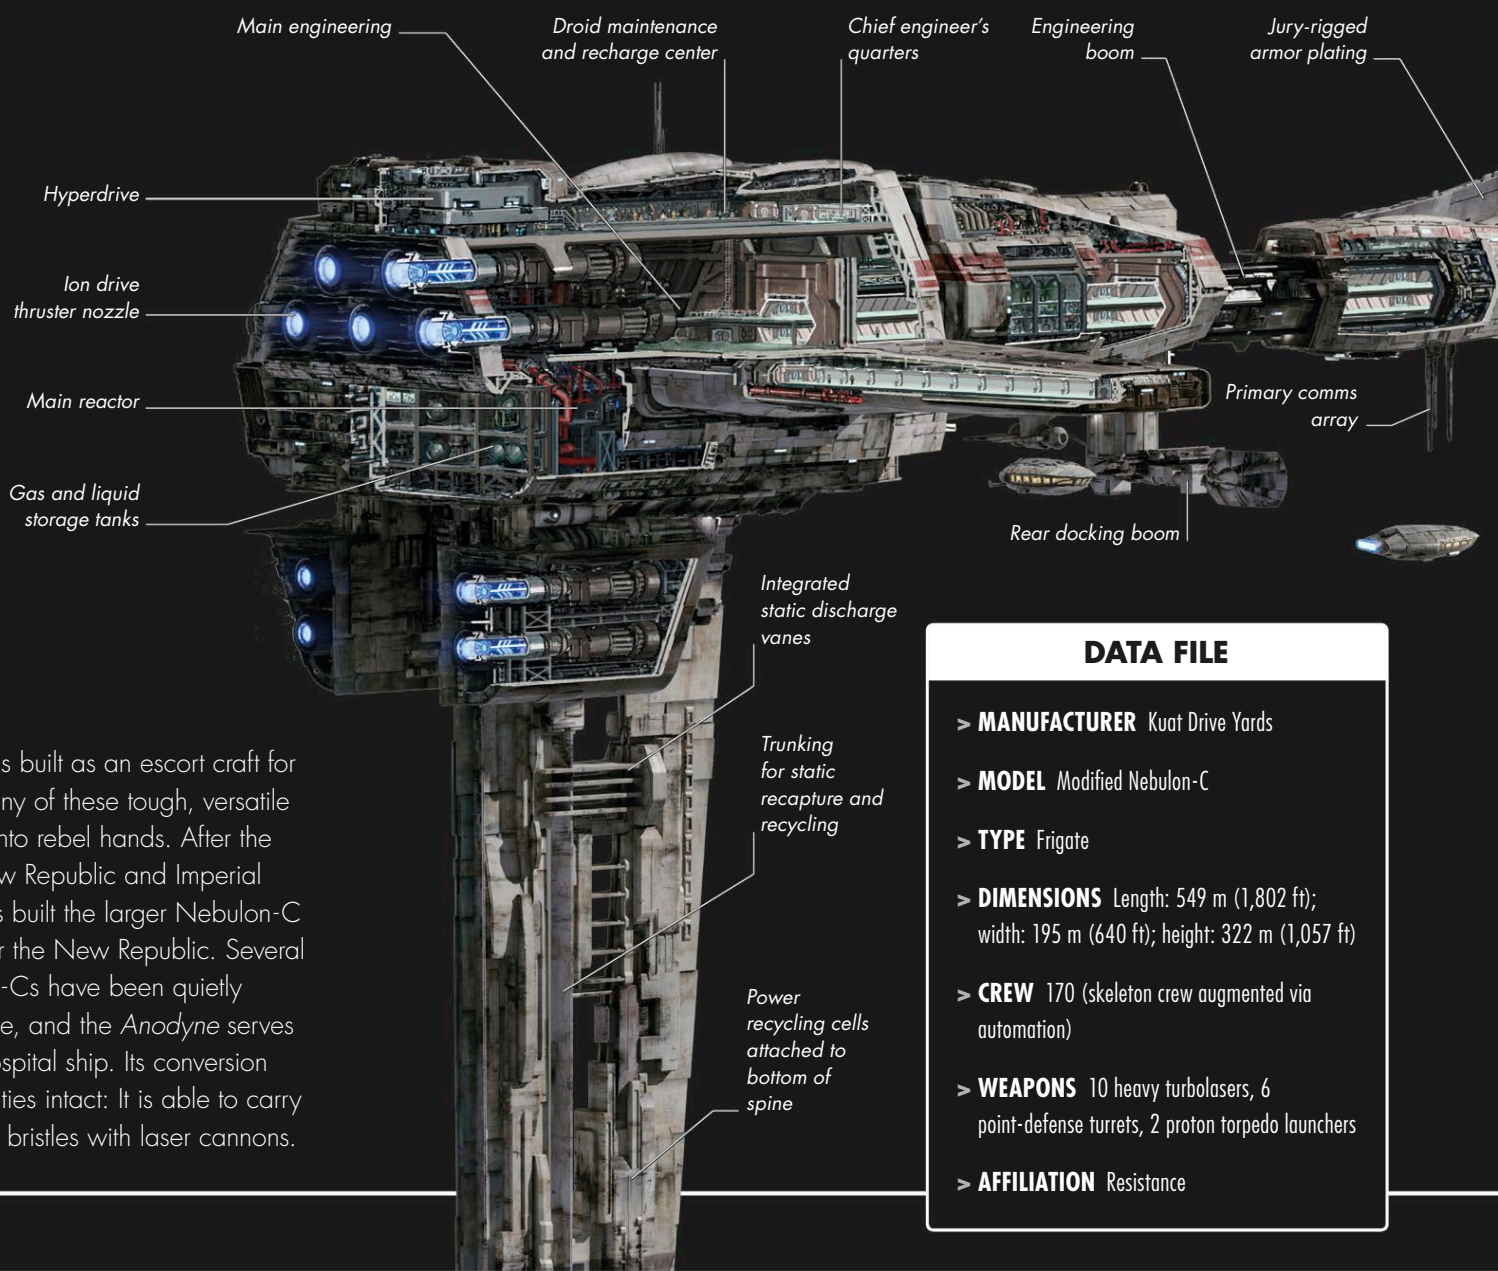 Main engineering
Droid maintenance
and recharge center
Chief engineer's
quarters
Engineering
boom
Jury-rigged
armor plating
Hyperdrive
Ion drive
thruster nozzle
Main reactor
Gas and liquid
storage tanks
Primary comms
array
Rear docking boom
Integrated
static discharge
vanes
Trunking
for static
recapture and
recycling
Power
recycling cells
attached to
bottom of
spine
s built as an escort craft for
ny of these tough, versatile
nto rebel hands. After the
w Republic and Imperial
s built the larger Nebulon-C
r the New Republic. Several
-Cs have been quietly
e, and the Anodyne serves
ospital ship. Its conversion
ties intact: It is able to carry
bristles with laser cannons.
DATA FILE
> MANUFACTURER Kuat Drive Yards
> MODEL Modified Nebulon-C
> TYPE Frigate
> DIMENSIONS Length: 549 m (1,802 ft);
width: 195 m (640 ft); height: 322 m (1,057 ft)
> CREW 170 (skeleton crew augmented via
automation)
> WEAPONS 10 heavy turbolasers, 6
point-defense turrets, 2 proton torpedo launchers
> AFFILIATION Resistance